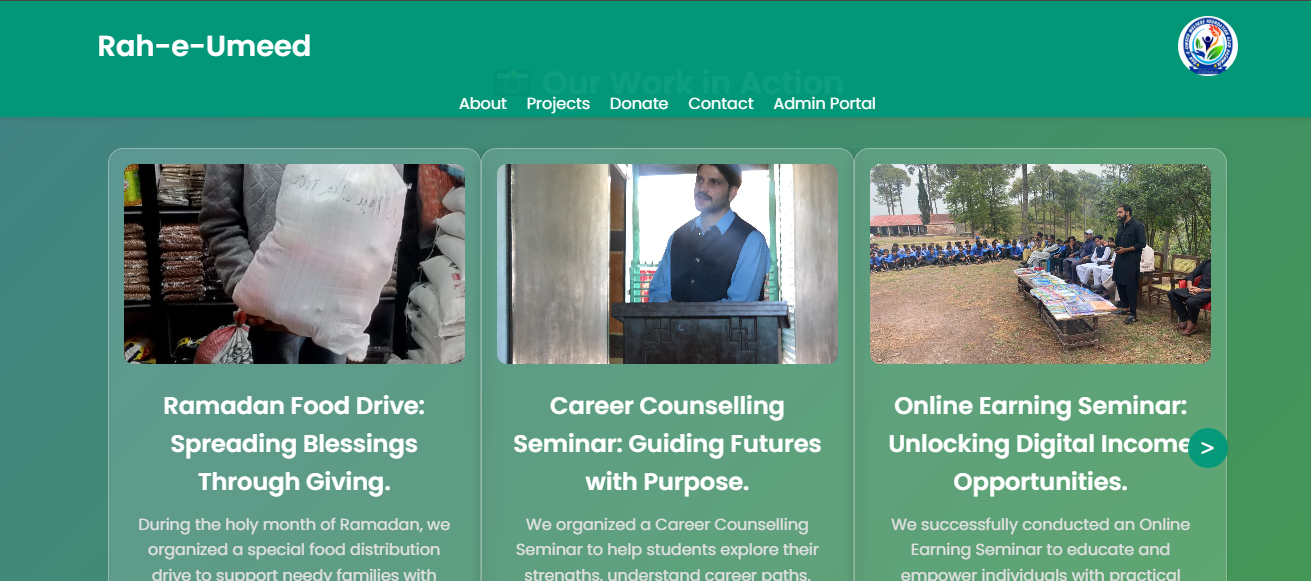 Rah-e-Umeed
Our Work in Action
About Projects Donate Contact Admin Portal
Ramadan Food Drive:
Spreading Blessings
Through Giving.
During the holy month of Ramadan, we
organized a special food distribution
drive to support needy families with
Career Counselling
Seminar: Guiding Futures
with Purpose.
We organized a Career Counselling
Seminar to help students explore their
strengths, understand career paths,
Online Earning Seminar:
Unlocking Digital Income
Opportunities.
>
We successfully conducted an Online
Earning Seminar to educate and
empower individuals with practical